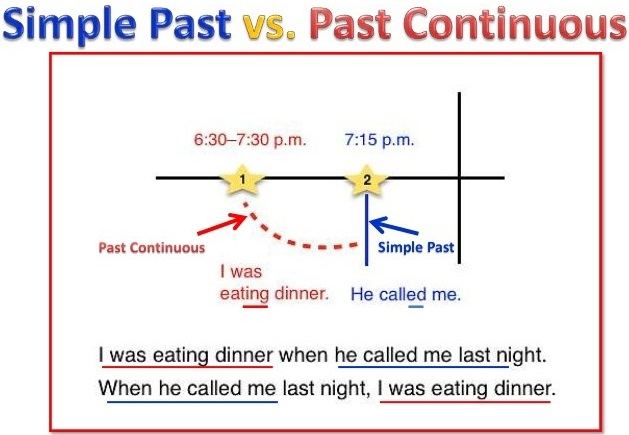 Simple Past vs. Past Continuous
6:30–7:30 p.m. 7:15 p.m.
1 2
Past Continuous Simple Past
I was
eating dinner. He called me.
I was eating dinner when he called me last night.
When he called me last night, I was eating dinner.